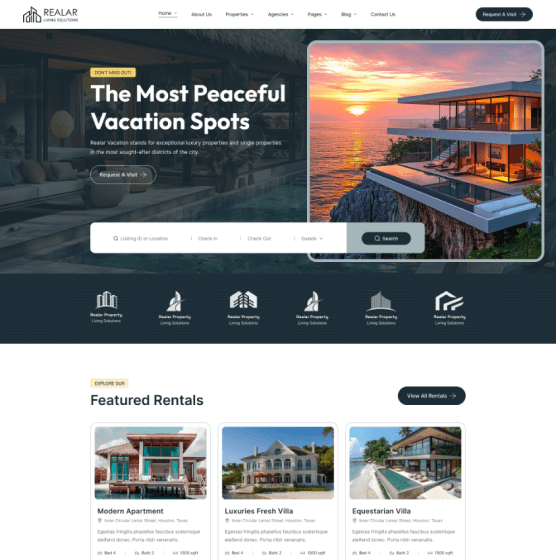 REALAR
LIVING SOLUTIONS
Home
About Us
Properties
Agencies
Pages
Blog
Contact Us
Request A Visit
DON'T MISS OUT!
The Most Peaceful
Vacation Spots
Realar Vacation stands for exceptional luxury properties and single properties
in the most sought-after districts of the city.
Request A Visit
Listing ID or Location
Check In
Check Out
Guests
Search
Realar Property
Living Solutions
Realar Property
Living Solutions
Realar Property
Living Solutions
Realar Property
Living Solutions
Realar Property
Living Solutions
Realar Property
Living Solutions
EXPLORE OUR
Featured Rentals
View All Rentals
Modern Apartment
Inner Circular Lamar Street, Houston, Texas
Egestas fringilla phasellus faucibus scelerisque
eleifend donec. Porta nibh venenatis.
Bed 4
Bath 2
1500 sqft
Luxuries Fresh Villa
Inner Circular Lamar Street, Houston, Texas
Egestas fringilla phasellus faucibus scelerisque
eleifend donec. Porta nibh venenatis.
Bed 4
Bath 2
1500 sqft
Equestarian Villa
Inner Circular Lamar Street, Houston, Texas
Egestas fringilla phasellus faucibus scelerisque
eleifend donec. Porta nibh venenatis.
Bed 4
Bath 2
1500 sqft